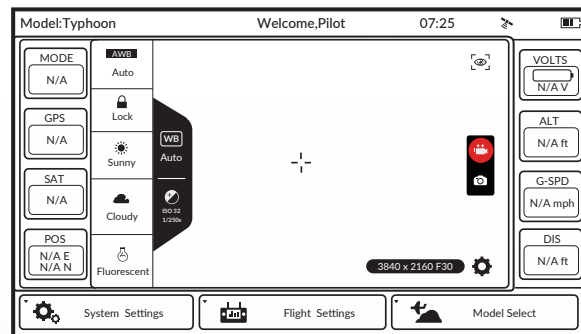 Model:Typhoon
Welcome,Pilot
07:25
MODE
N/A
GPS
N/A
SAT
N/A
POS
N/A E
N/A N
AWB
Auto
Lock
Sunny
Cloudy
Fluorescent
WB
Auto
ISO 32
1/250s
3840 x 2160 F30
VOLTS
N/A V
ALT
N/A ft
G-SPD
N/A mph
DIS
N/A ft
System Settings
Flight Settings
Model Select